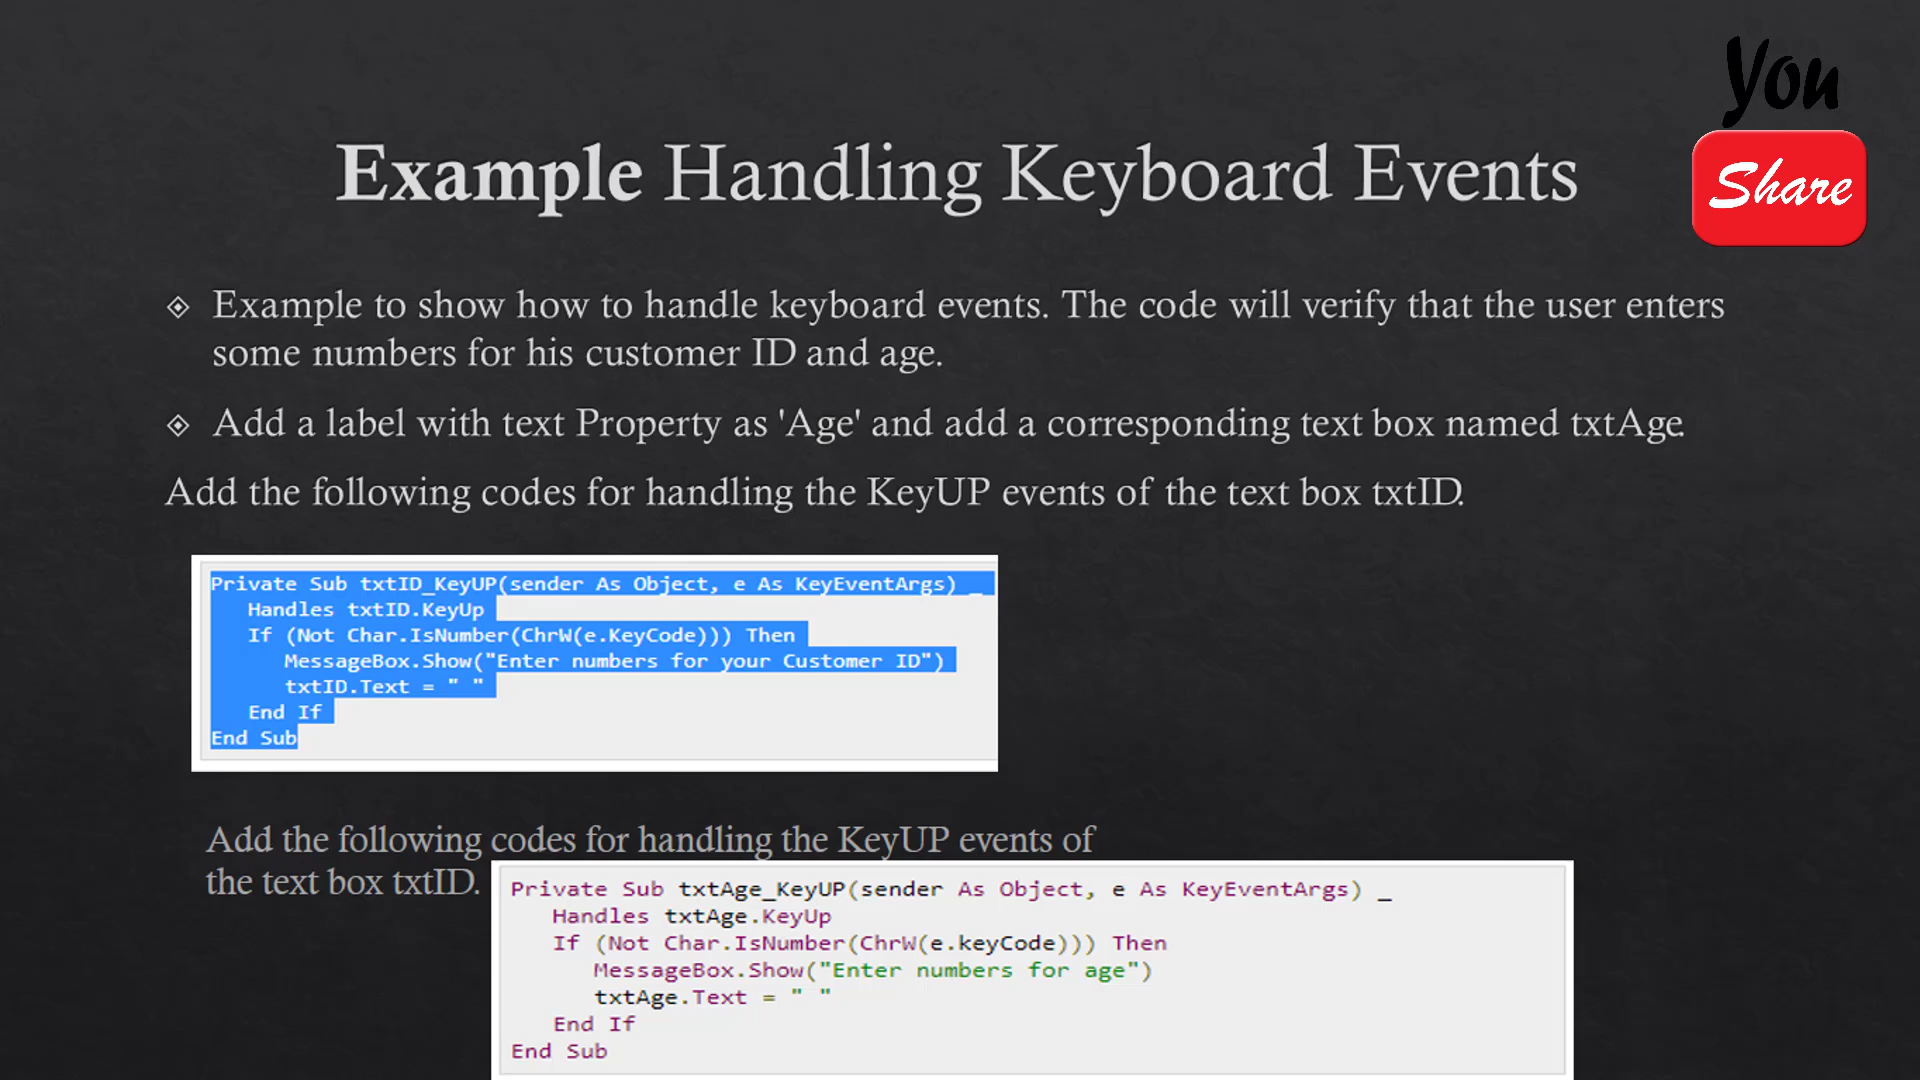 You
Share
Example Handling Keyboard Events
Example to show how to handle keyboard events. The code will verify that the user enters
some numbers for his customer ID and age.
Add a label with text Property as 'Age' and add a corresponding text box named txtAge.
Add the following codes for handling the KeyUP events of the text box txtID.
Private Sub txtID_KeyUP(sender As Object, e As KeyEventArgs) _
Handles txtID.KeyUp
If (Not Char.IsNumber(ChrW(e.KeyCode))) Then
MessageBox.Show("Enter numbers for your Customer ID")
txtID.Text = " "
End If
End Sub
Add the following codes for handling the KeyUP events of
the text box txtID.
Private Sub txtAge_KeyUP(sender As Object, e As KeyEventArgs) _
Handles txtAge.KeyUp
If (Not Char.IsNumber(ChrW(e.keyCode))) Then
MessageBox.Show("Enter numbers for age")
txtAge.Text = " "
End If
End Sub